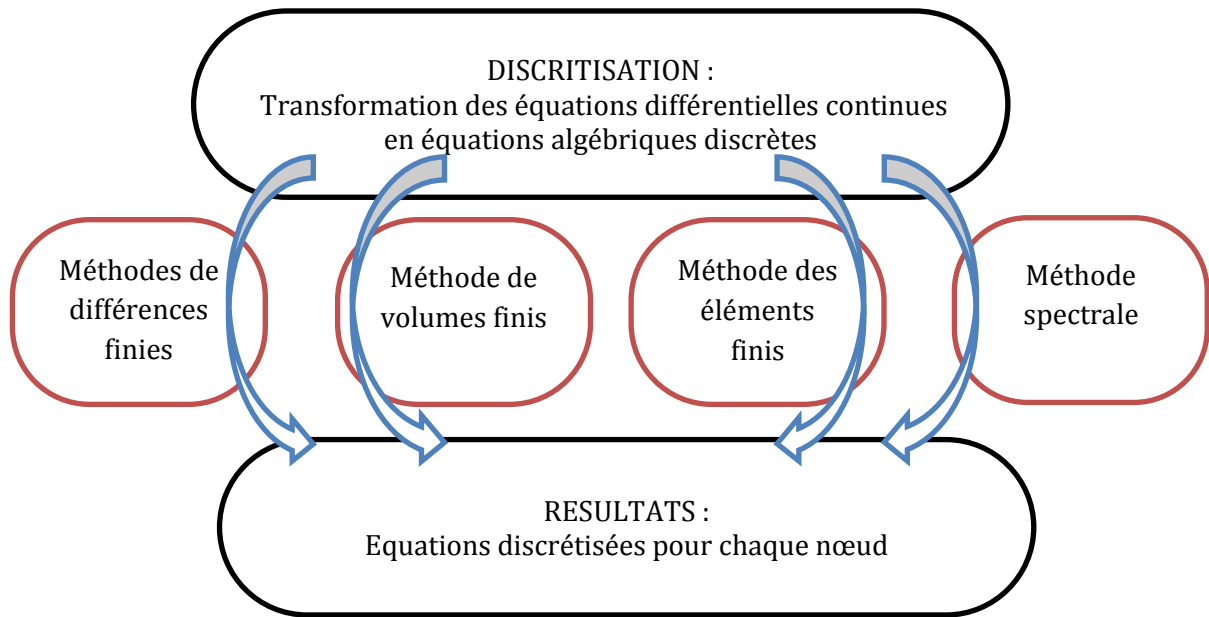 DISCRITISATION :
Transformation des équations différentielles continues
en équations algébriques discrètes
Méthodes de
différences
finies
Méthode de
volumes finis
Méthode des
éléments
finis
Méthode
spectrale
RESULTATS :
Equations discrétisées pour chaque nœud